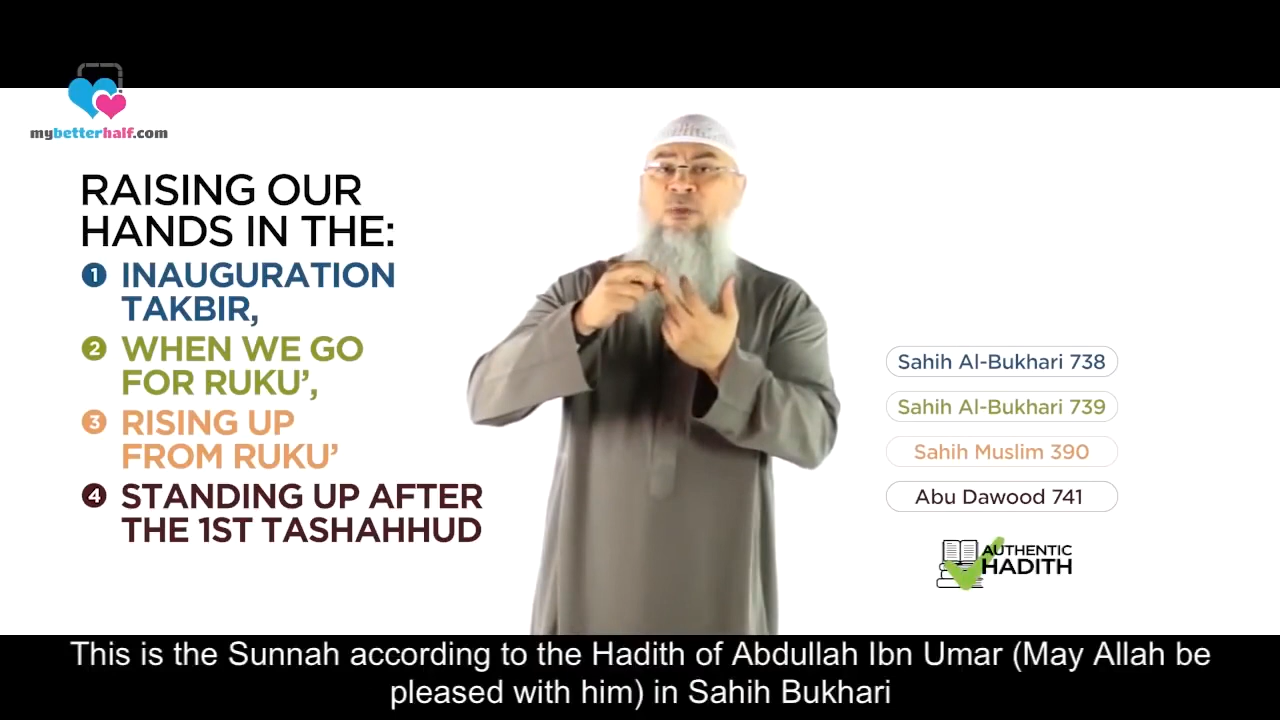 mybetterhalf.com
RAISING OUR
HANDS IN THE:
1 INAUGURATION
TAKBIR,
2 WHEN WE GO
FOR RUKU’,
3 RISING UP
FROM RUKU’
4 STANDING UP AFTER
THE 1ST TASHAHHUD
Sahih Al-Bukhari 738
Sahih Al-Bukhari 739
Sahih Muslim 390
Abu Dawood 741
AUTHENTIC
HADITH
This is the Sunnah according to the Hadith of Abdullah Ibn Umar (May Allah be
pleased with him) in Sahih Bukhari